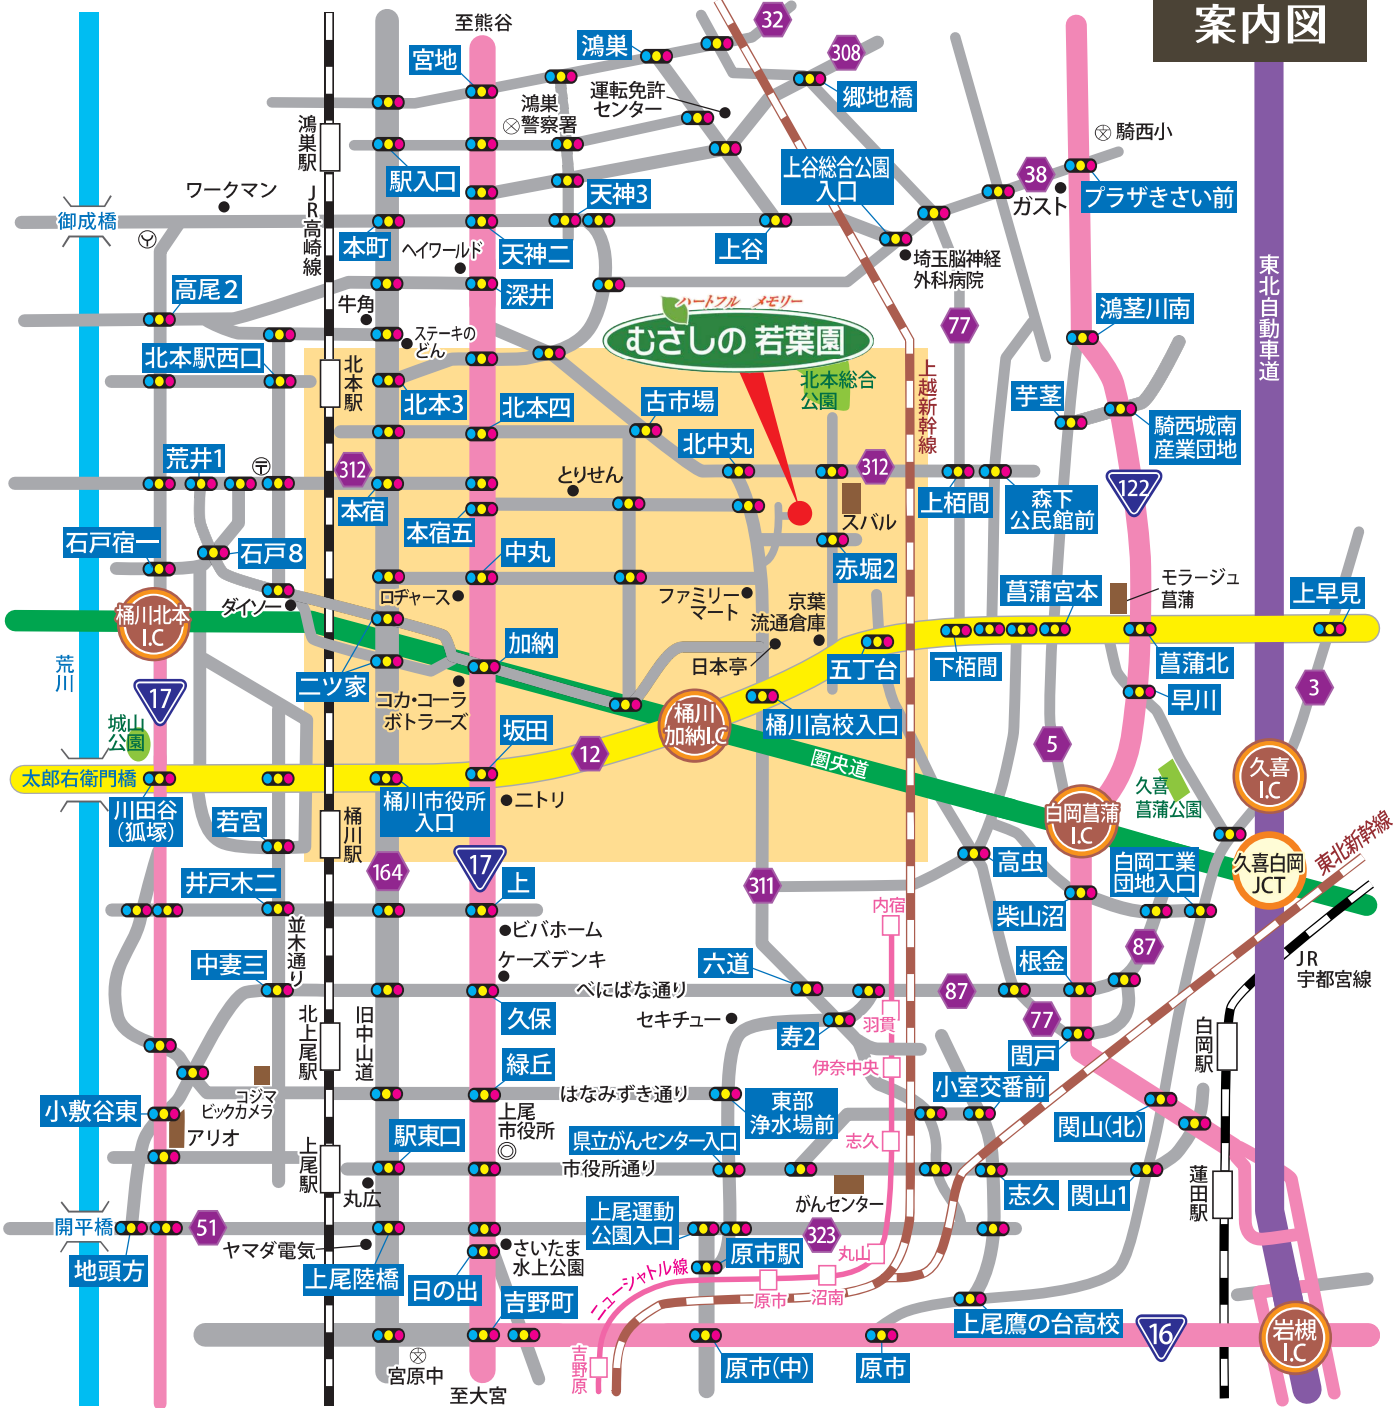 案内図
至熊谷
32
鴻巣
宮地
308
運転免許
センター
郷地橋
鴻巣
警察署
鴻巣駅
騎西小
駅入口
上谷総合公園
入口
38
ガスト
プラザきさい前
ワークマン
天神3
御成橋
JR高崎線
本町
ヘイワールド
天神二
上谷
埼玉脳神経
外科病院
東北自動車道
高尾2
深井
牛角
ハートフル メモリー
むさしの 若葉園
77
鴻茎川南
ステーキの
どん
北本駅西口
北本駅
北本総合
公園
上越新幹線
北本3
北本四
古市場
芋茎
騎西城南
産業団地
北中丸
荒井1
312
とりせん
312
122
本宿
上栢間
森下
公民館前
本宿五
スバル
石戸宿一
石戸8
中丸
赤堀2
桶川北本
I.C
ダイソー
ロヂャース
ファミリー
マート
京葉
流通倉庫
菖蒲宮本
モラージュ
菖蒲
上早見
加納
荒川
日本亭
五丁台
下栢間
菖蒲北
二ツ家
17
コカ・コーラ
ボトラーズ
桶川
加納I.C
桶川高校入口
早川
3
城山
公園
坂田
12
5
圏央道
久喜
I.C
太郎右衛門橋
ニトリ
久喜
菖蒲公園
川田谷
(狐塚)
若宮
桶川駅
桶川市役所
入口
白岡菖蒲
I.C
東北新幹線
164
17
高虫
白岡工業
団地入口
久喜白岡
JCT
井戸木二
上
311
内宿
柴山沼
並木通り
ビバホーム
87
中妻三
ケーズデンキ
六道
根金
JR
宇都宮線
べにばな通り
87
北上尾駅
旧中山道
久保
セキチュー
寿2
羽貫
77
閏戸
白岡駅
緑丘
伊奈中央
コジマ
ビックカメラ
はなみずき通り
小室交番前
小敷谷東
上尾
市役所
東部
浄水場前
アリオ
駅東口
県立がんセンター入口
志久
関山(北)
上尾駅
市役所通り
丸広
がんセンター
志久
関山1
蓮田駅
開平橋
51
上尾運動
公園入口
323
ヤマダ電気
さいたま
水上公園
原市駅
丸山
地頭方
上尾陸橋
日の出
ニューシャトル線
吉野町
原市
沼南
上尾鷹の台高校
16
岩槻
I.C
宮原中
吉野原
原市(中)
原市
至大宮